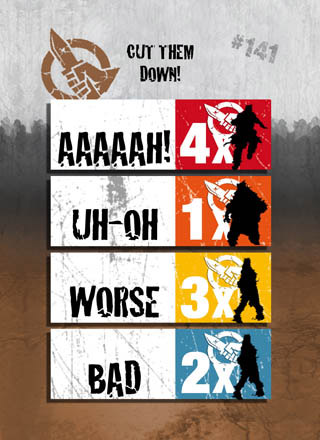 CUT THEM
DOWN!
#141
AAAAAH! 4X
UH-OH 1X
WORSE 3X
BAD 2X